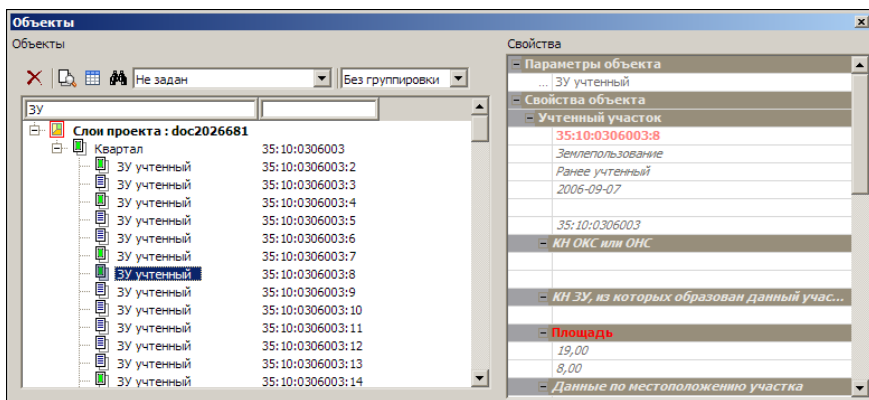 Объекты
Объекты
Не задан
Без группировки
ЗУ
Слои проекта : doc2026681
Квартал 35:10:0306003
ЗУ учтенный 35:10:0306003:2
ЗУ учтенный 35:10:0306003:3
ЗУ учтенный 35:10:0306003:4
ЗУ учтенный 35:10:0306003:5
ЗУ учтенный 35:10:0306003:6
ЗУ учтенный 35:10:0306003:7
ЗУ учтенный 35:10:0306003:8
ЗУ учтенный 35:10:0306003:9
ЗУ учтенный 35:10:0306003:10
ЗУ учтенный 35:10:0306003:11
ЗУ учтенный 35:10:0306003:12
ЗУ учтенный 35:10:0306003:13
ЗУ учтенный 35:10:0306003:14
Свойства
Параметры объекта
... ЗУ учтенный
Свойства объекта
Учтенный участок
35:10:0306003:8
Землепользование
Ранее учтенный
2006-09-07
35:10:0306003
КН ОКС или ОНС
КН ЗУ, из которых образован данный учас...
Площадь
19,00
8,00
Данные по местоположению участка